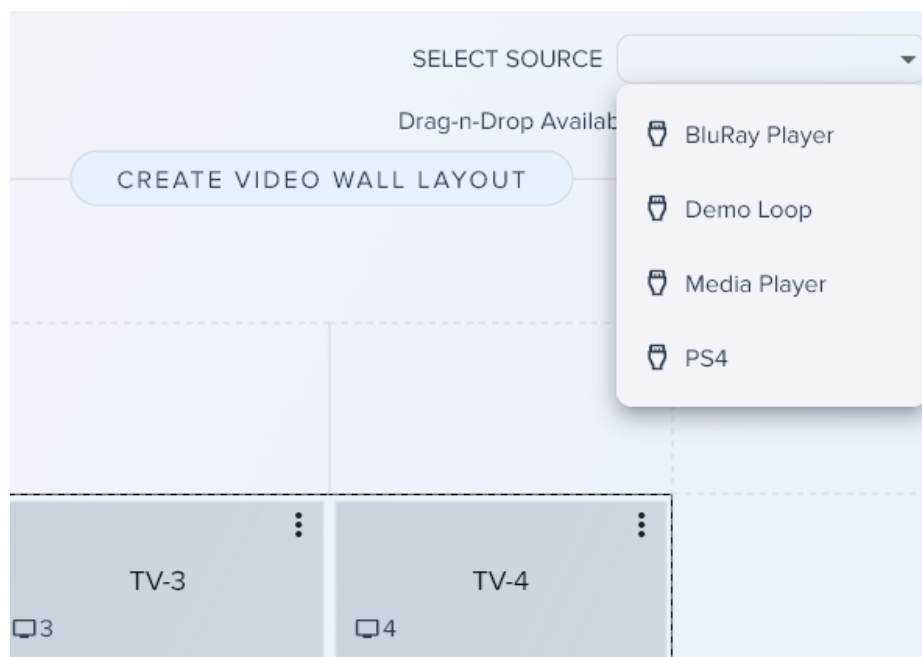 SELECT SOURCE
Drag-n-Drop
CREATE VIDEO WALL LAYOUT
BluRay Player
Demo Loop
Media Player
PS4
TV-3
TV-4
3
4